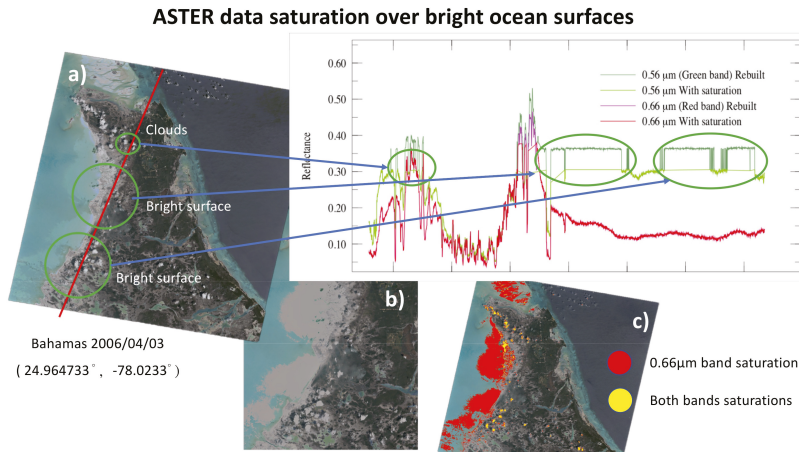 ASTER data saturation over bright ocean surfaces
a)
Clouds
Bright surface
Bright surface
Reflectance
0.60
0.50
0.40
0.30
0.20
0.10
0.56 μm (Green band) Rebuilt
0.56 μm With saturation
0.66 μm (Red band) Rebuilt
0.66 μm With saturation
b)
c)
Bahamas 2006/04/03
( 24.964733°, -78.0233°)
0.66μm band saturation
Both bands saturations